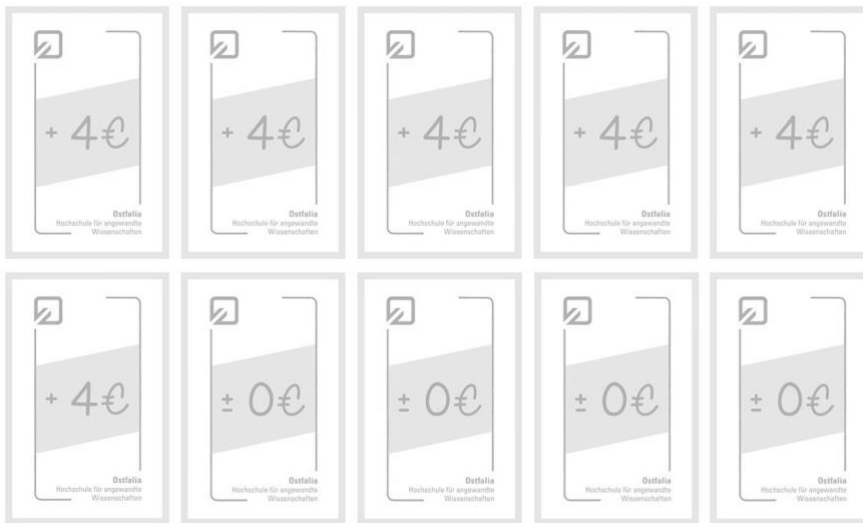 + 4€
Ostfalia
Hochschule für angewandte
Wissenschaften
+ 4€
Ostfalia
Hochschule für angewandte
Wissenschaften
+ 4€
Ostfalia
Hochschule für angewandte
Wissenschaften
+ 4€
Ostfalia
Hochschule für angewandte
Wissenschaften
+ 4€
Ostfalia
Hochschule für angewandte
Wissenschaften
+ 4€
Ostfalia
Hochschule für angewandte
Wissenschaften
± 0€
Ostfalia
Hochschule für angewandte
Wissenschaften
± 0€
Ostfalia
Hochschule für angewandte
Wissenschaften
± 0€
Ostfalia
Hochschule für angewandte
Wissenschaften
± 0€
Ostfalia
Hochschule für angewandte
Wissenschaften